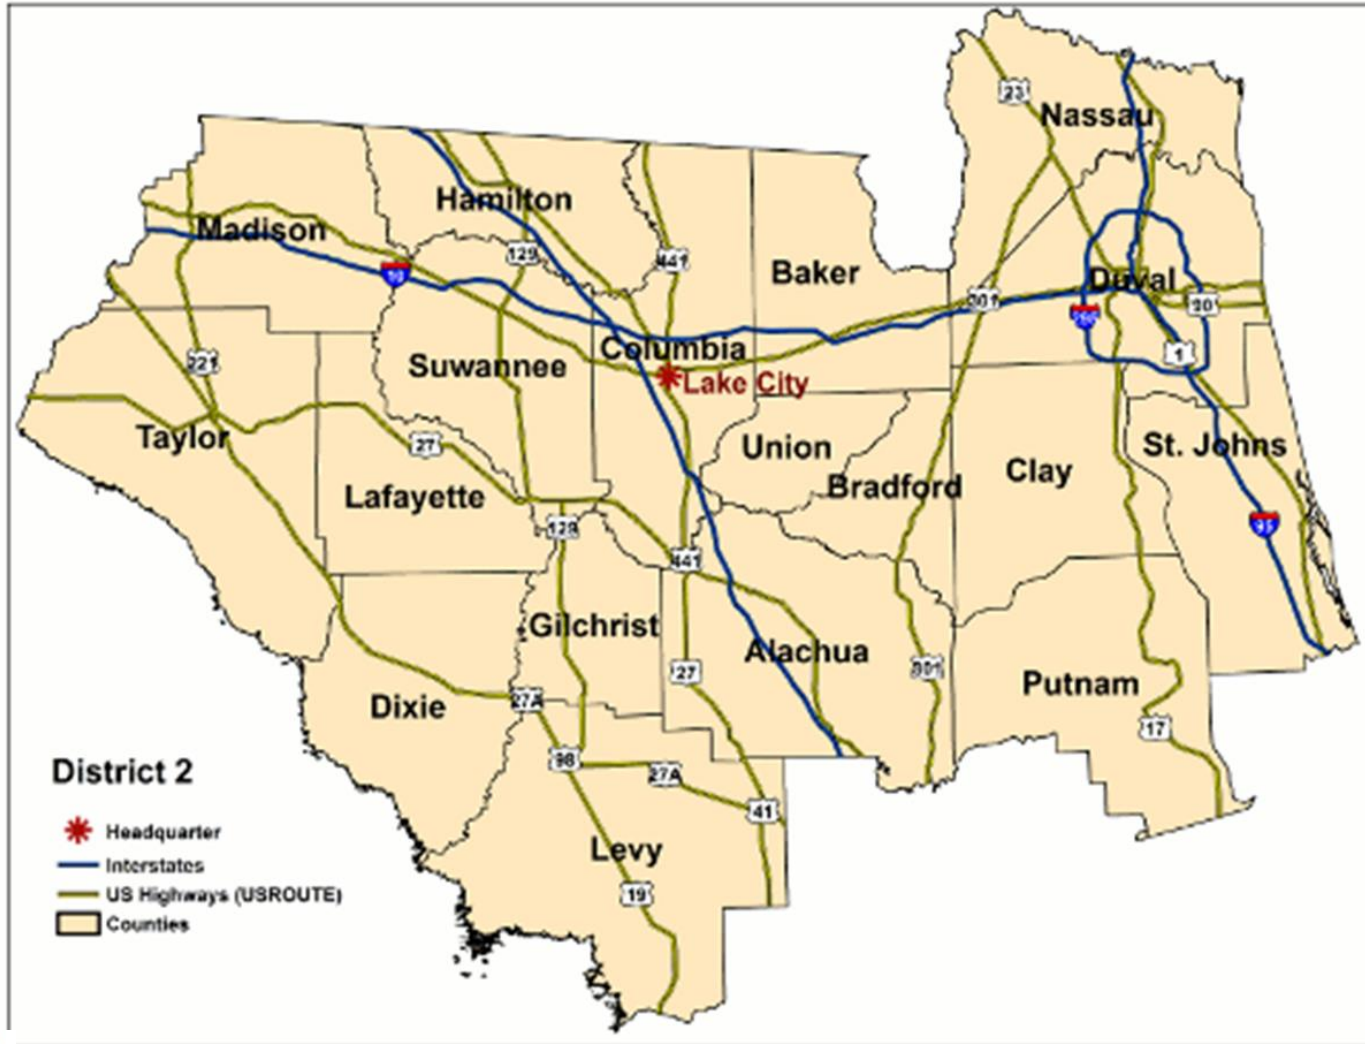 23
Nassau
Hamilton
Madison
129
441
Baker
10
Duval
301
90
221
Columbia
1
Suwannee
Lake City
Taylor
27
Union
St. Johns
Lafayette
Bradford
Clay
129
95
441
Gilchrist
Alachua
27
301
Putnam
Dixie
27A
17
98
27A
District 2
41
Headquarter
Levy
Interstates
US Highways (USROUTE)
19
Counties